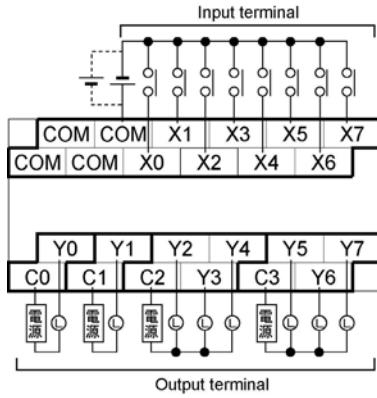 Input terminal
COM COM X1 X3 X5 X7
COM COM X0 X2 X4 X6
Y0 Y1 Y2 Y4 Y5 Y7
C0 C1 C2 Y3 C3 Y6
電源 L 電源 L 電源 L L L 電源 L L L
Output terminal